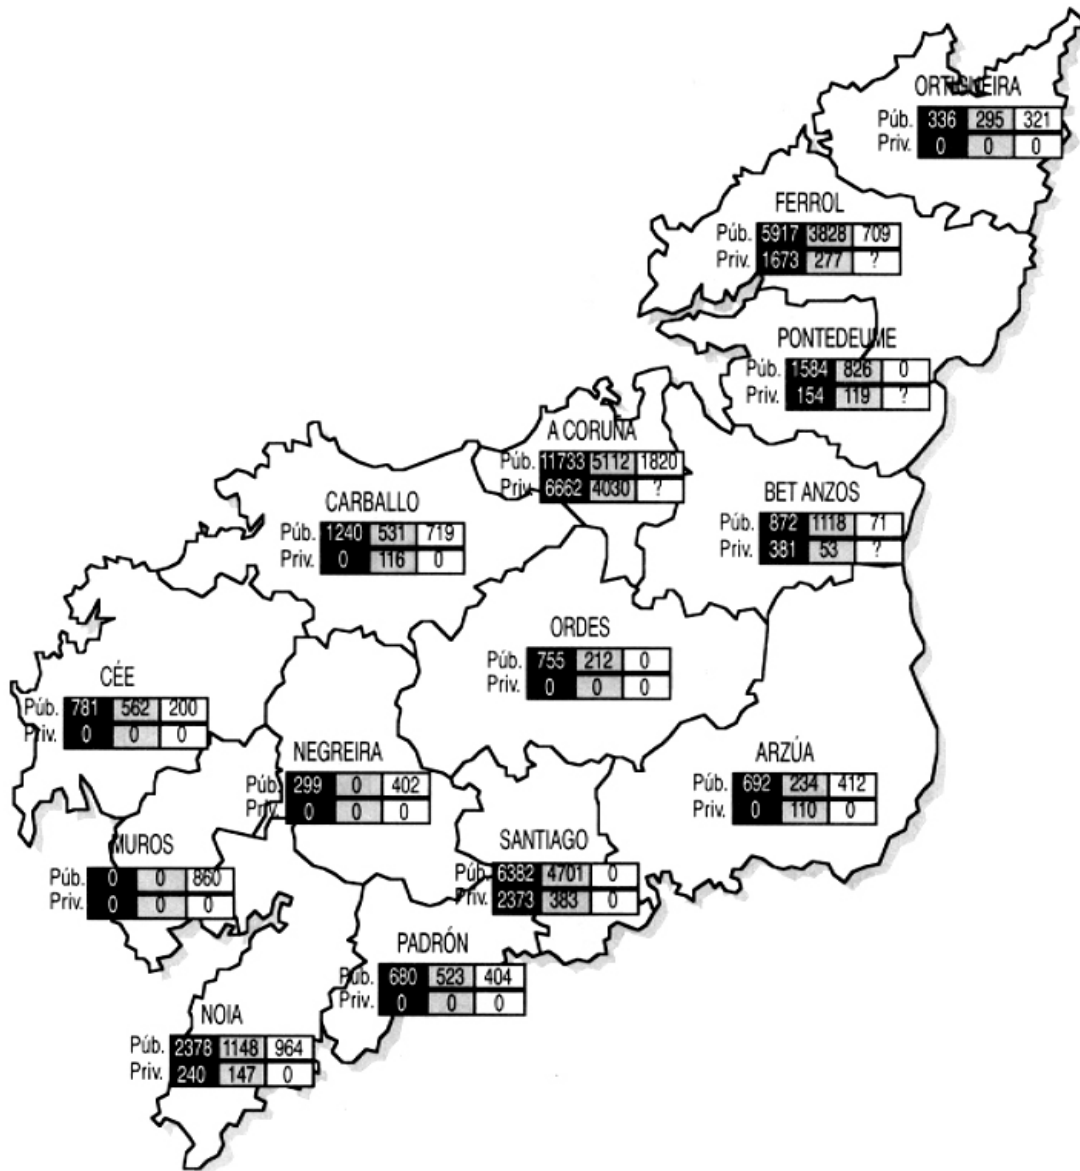 ORTIGUEIRA
Púb. 336 295 321
Priv. 0 0 0
FERROL
Púb. 5917 3828 709
Priv. 1673 277 ?
PONTEDEUME
Púb. 1584 826 0
Priv. 154 119 ?
A CORUÑA
Púb. 11733 5112 1820
Priv. 6662 4030 ?
CARBALLO
Púb. 1240 531 719
Priv. 0 116 0
BET ANZOS
Púb. 872 1118 71
Priv. 381 53 ?
ORDES
Púb. 755 212 0
Priv. 0 0 0
CÉE
Púb. 781 562 200
Priv. 0 0 0
NEGREIRA
Púb. 299 0 402
Priv. 0 0 0
ARZÚA
Púb. 692 234 412
Priv. 0 110 0
MUROS
Púb. 0 0 860
Priv. 0 0 0
SANTIAGO
Púb. 6382 4701 0
Priv. 2373 383 0
PADRÓN
Púb. 680 523 404
Priv. 0 0 0
NOIA
Púb. 2378 1148 964
Priv. 240 147 0